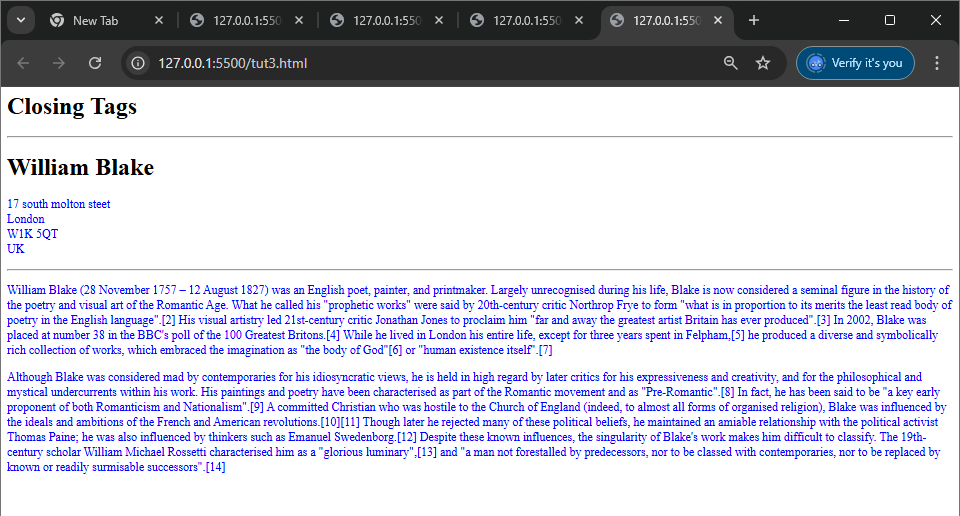 New Tab
127.0.0.1:550
127.0.0.1:550
127.0.0.1:550
127.0.0.1:550
127.0.0.1:5500/tut3.html
Verify it's you
Closing Tags
William Blake
17 south molton steet
London
W1K 5QT
UK
William Blake (28 November 1757 – 12 August 1827) was an English poet, painter, and printmaker. Largely unrecognised during his life, Blake is now considered a seminal figure in the history of
the poetry and visual art of the Romantic Age. What he called his "prophetic works" were said by 20th-century critic Northrop Frye to form "what is in proportion to its merits the least read body of
poetry in the English language".[2] His visual artistry led 21st-century critic Jonathan Jones to proclaim him "far and away the greatest artist Britain has ever produced".[3] In 2002, Blake was
placed at number 38 in the BBC's poll of the 100 Greatest Britons.[4] While he lived in London his entire life, except for three years spent in Felpham,[5] he produced a diverse and symbolically
rich collection of works, which embraced the imagination as "the body of God"[6] or "human existence itself".[7]
Although Blake was considered mad by contemporaries for his idiosyncratic views, he is held in high regard by later critics for his expressiveness and creativity, and for the philosophical and
mystical undercurrents within his work. His paintings and poetry have been characterised as part of the Romantic movement and as "Pre-Romantic".[8] In fact, he has been said to be "a key early
proponent of both Romanticism and Nationalism".[9] A committed Christian who was hostile to the Church of England (indeed, to almost all forms of organised religion), Blake was influenced by
the ideals and ambitions of the French and American revolutions.[10][11] Though later he rejected many of these political beliefs, he maintained an amiable relationship with the political activist
Thomas Paine; he was also influenced by thinkers such as Emanuel Swedenborg.[12] Despite these known influences, the singularity of Blake's work makes him difficult to classify. The 19th-
century scholar William Michael Rossetti characterised him as a "glorious luminary",[13] and "a man not forestalled by predecessors, nor to be classed with contemporaries, nor to be replaced by
known or readily surmisable successors".[14]